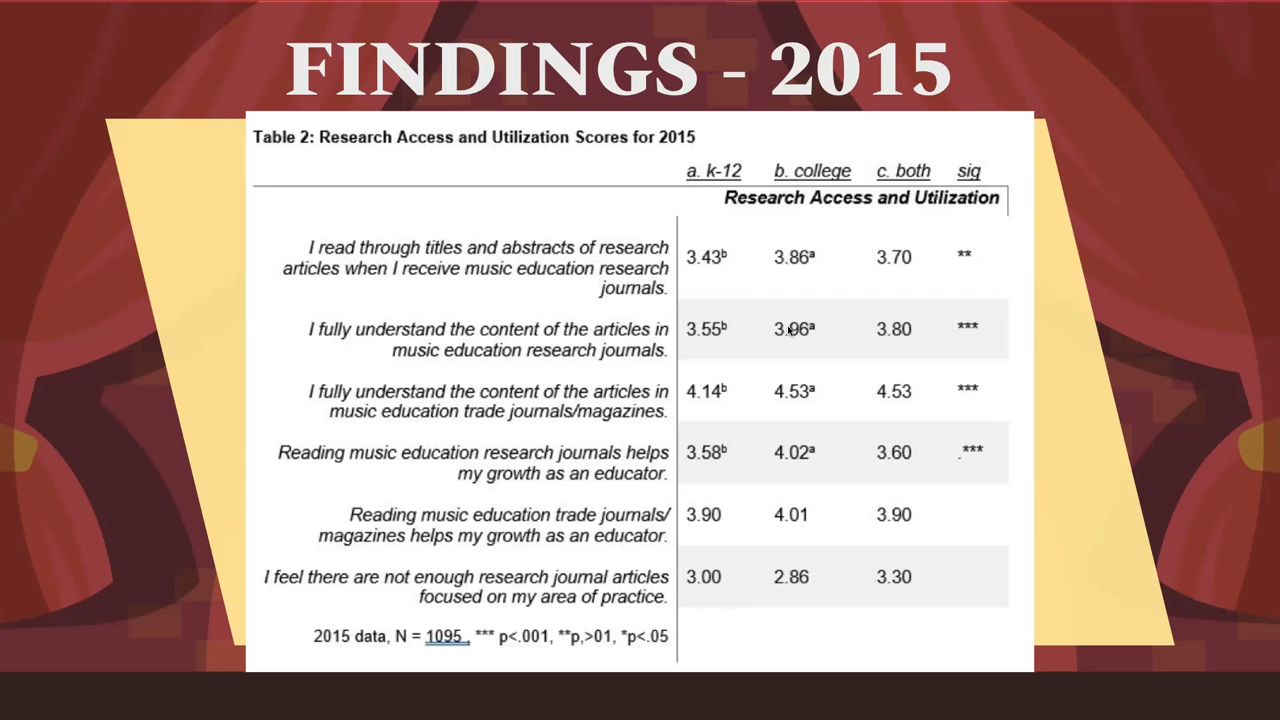 FINDINGS - 2015
Table 2: Research Access and Utilization Scores for 2015
a. k-12 b. college c. both sig
Research Access and Utilization
I read through titles and abstracts of research
articles when I receive music education research
journals.
3.43ᵇ 3.86ᵃ 3.70 **
I fully understand the content of the articles in
music education research journals.
3.55ᵇ 3.96ᵃ 3.80 ***
I fully understand the content of the articles in
music education trade journals/magazines.
4.14ᵇ 4.53ᵃ 4.53 ***
Reading music education research journals helps
my growth as an educator.
3.58ᵇ 4.02ᵃ 3.60 .***
Reading music education trade journals/
magazines helps my growth as an educator.
3.90 4.01 3.90
I feel there are not enough research journal articles
focused on my area of practice.
3.00 2.86 3.30
2015 data, N = 1095 , *** p<.001, **p,>01, *p<.05